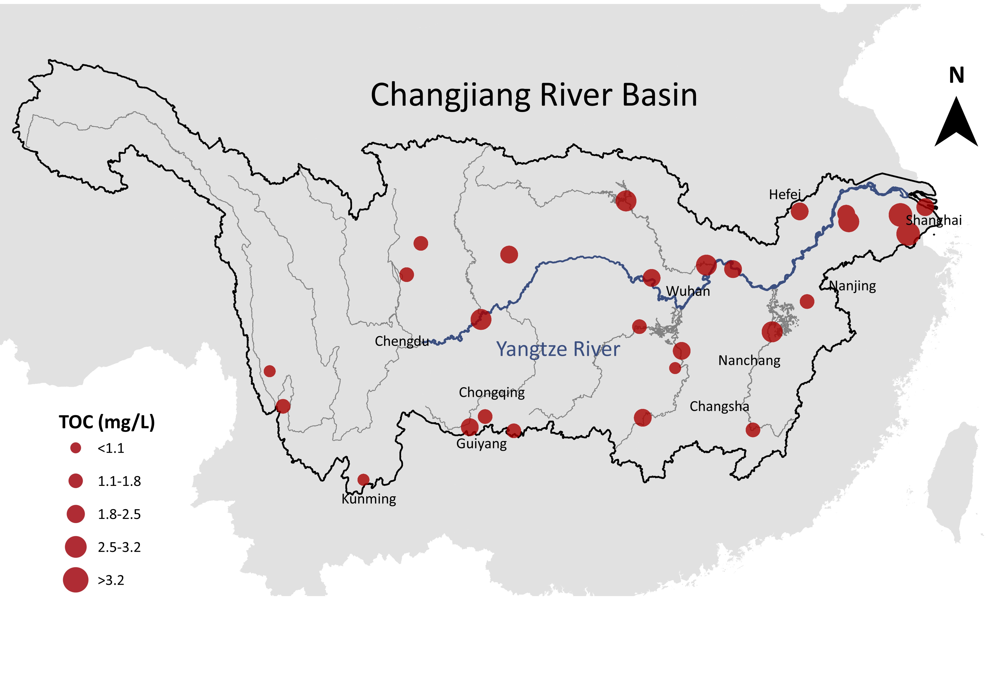 N
Changjiang River Basin
Hefei
Shanghai
Nanjing
Wuhan
Chengdu
Yangtze River
Nanchang
Chongqing
Changsha
Guiyang
Kunming
TOC (mg/L)
<1.1
1.1-1.8
1.8-2.5
2.5-3.2
>3.2